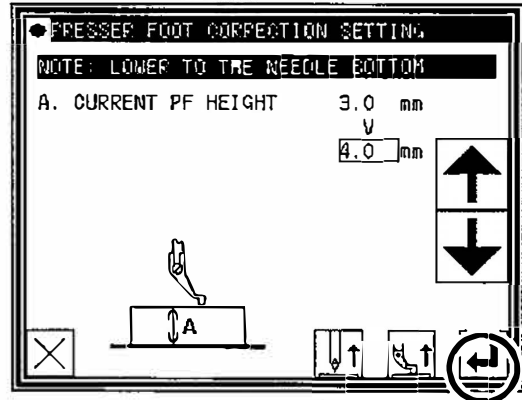 PRESSER FOOT CORRECTION SETTING
NOTE: LOWER TO THE NEEDLE BOTTOM
A. CURRENT PF HEIGHT 3.0 mm
V
4.0 mm
A